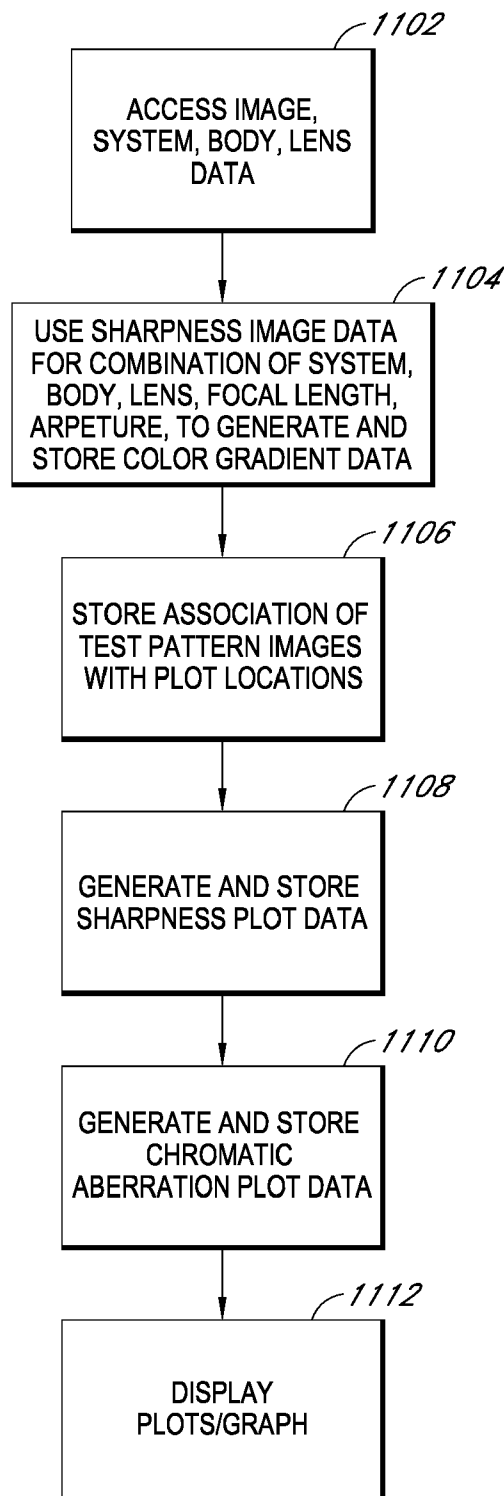 1102
ACCESS IMAGE,
SYSTEM, BODY, LENS
DATA
1104
USE SHARPNESS IMAGE DATA
FOR COMBINATION OF SYSTEM,
BODY, LENS, FOCAL LENGTH,
ARPETURE, TO GENERATE AND
STORE COLOR GRADIENT DATA
1106
STORE ASSOCIATION OF
TEST PATTERN IMAGES
WITH PLOT LOCATIONS
1108
GENERATE AND STORE
SHARPNESS PLOT DATA
1110
GENERATE AND STORE
CHROMATIC
ABERRATION PLOT DATA
1112
DISPLAY
PLOTS/GRAPH